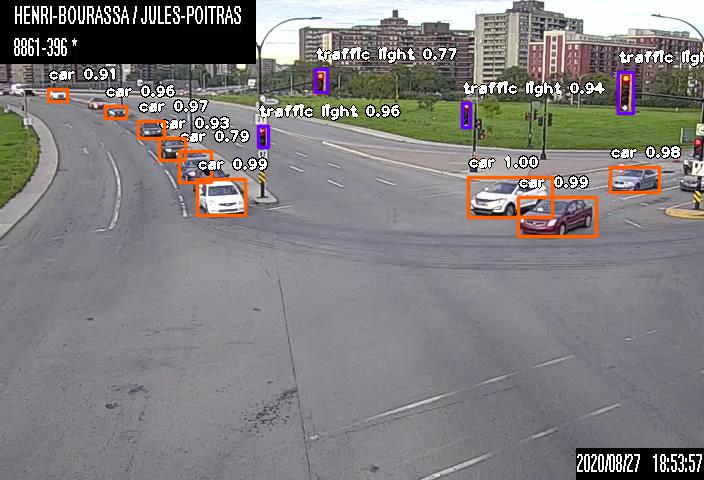 HENRI-BOURASSA / JULES-POITRAS
8861-396 *
traffic light 0.77
traffic ligh
car 0.91
car 0.96
traffic light 0.94
car 0.97
traffic light 0.96
car 0.93
car 0.79
car 0.98
car 0.99
car 1.00
car 0.99
2020/08/27 18:53:57